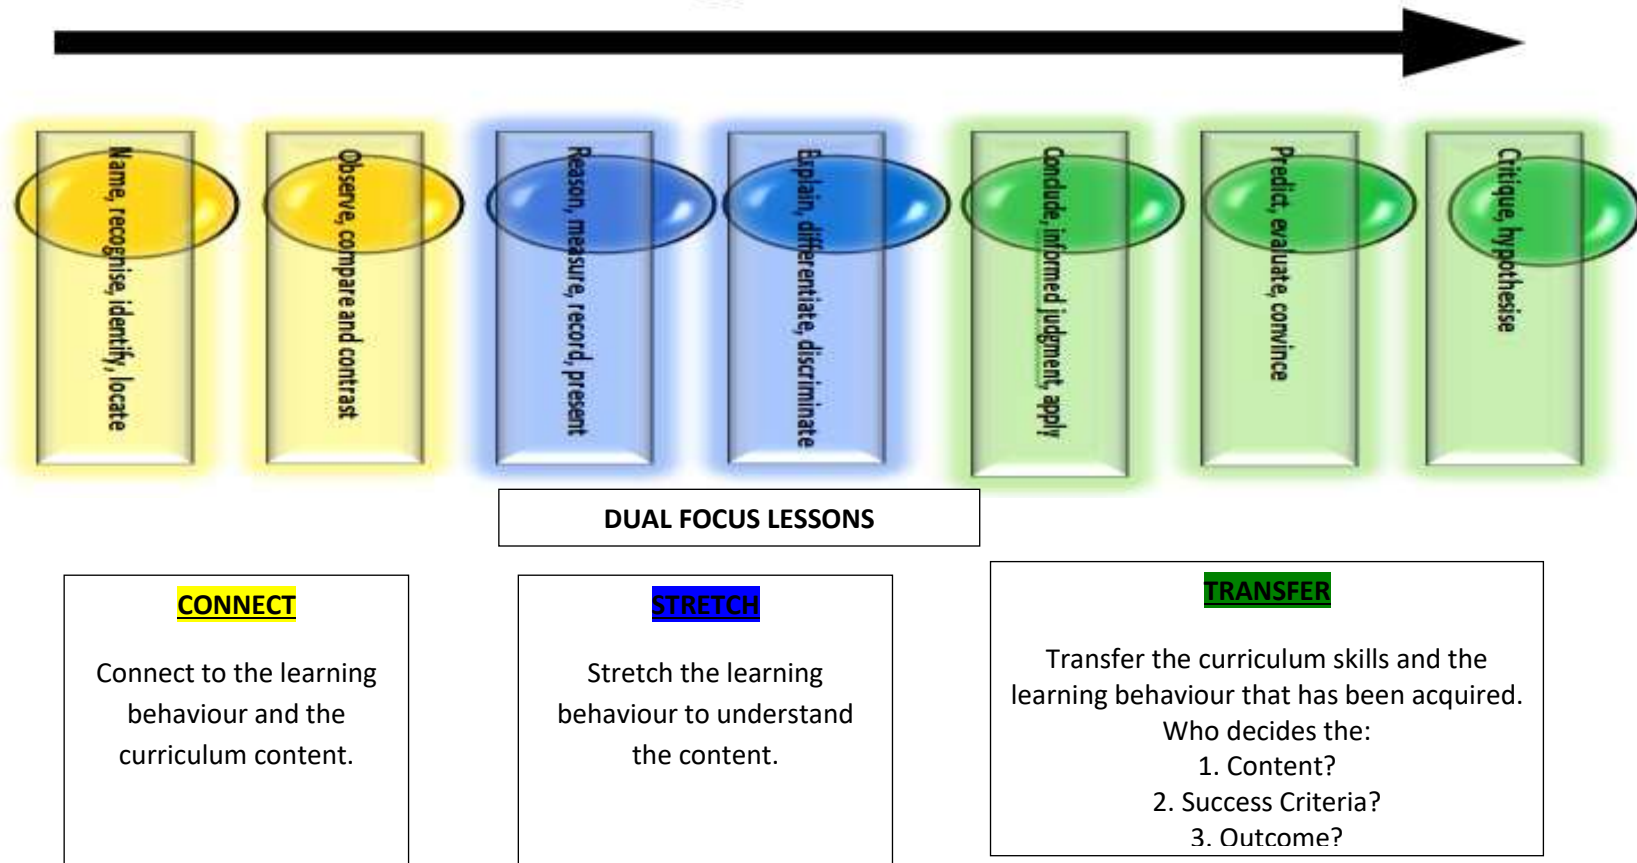 Name, recognise, identify, locate
Observe, compare and contrast
Reason, measure, record, present
Explain, differentiate, discriminate
Conclude, informed judgment, apply
Predict, evaluate, convince
Critique, hypothesise
DUAL FOCUS LESSONS
CONNECT
Connect to the learning
behaviour and the
curriculum content.
STRETCH
Stretch the learning
behaviour to understand
the content.
TRANSFER
Transfer the curriculum skills and the
learning behaviour that has been acquired.
Who decides the:
1. Content?
2. Success Criteria?
3. Outcome?